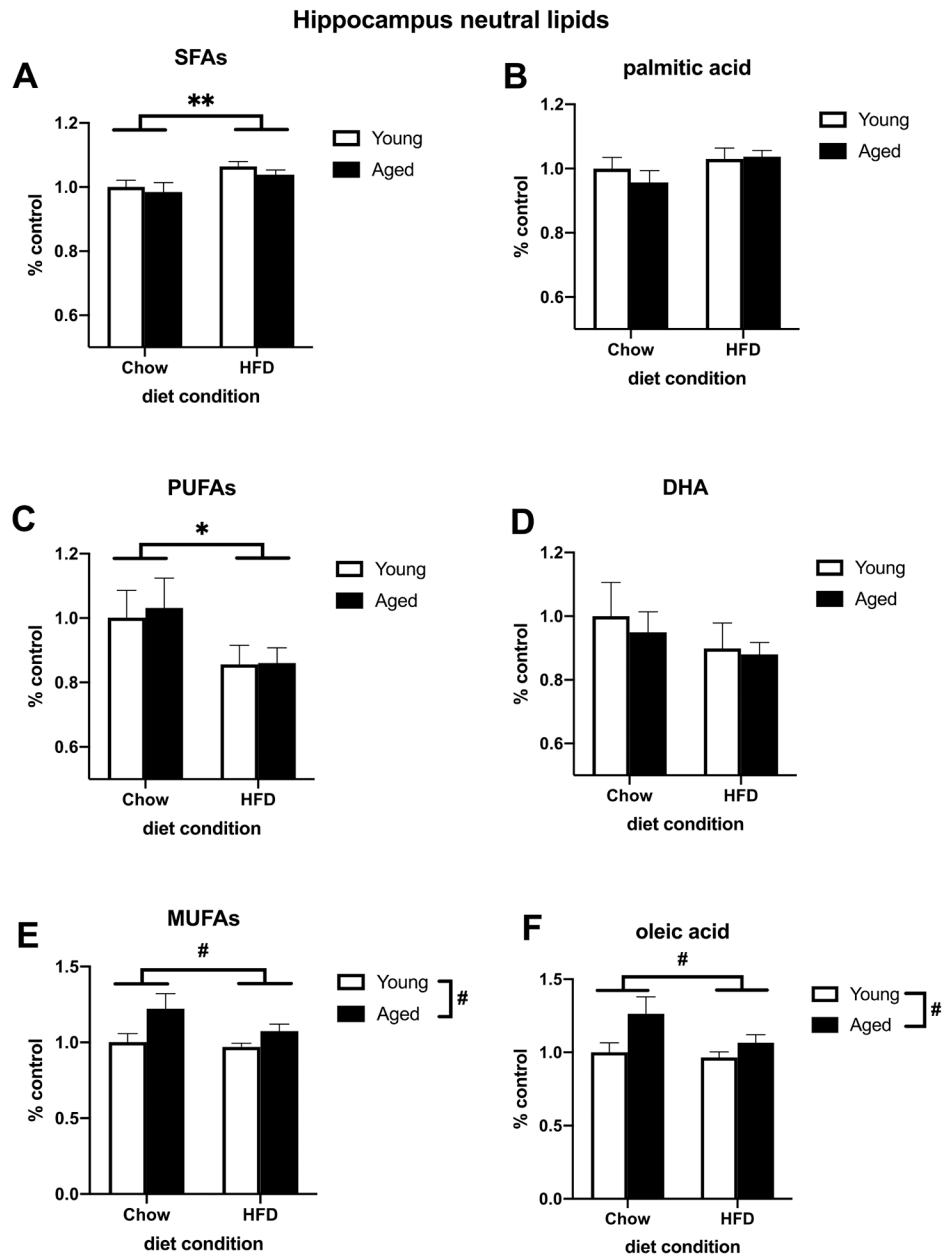 Hippocampus neutral lipids
A
SFAs
**
1.2
1.0
0.8
0.6
% control
Chow
HFD
diet condition
Young
Aged
B
palmitic acid
1.2
1.0
0.8
0.6
% control
Chow
HFD
diet condition
Young
Aged
C
PUFAs
*
1.2
1.0
0.8
0.6
% control
Chow
HFD
diet condition
Young
Aged
D
DHA
1.2
1.0
0.8
0.6
% control
Chow
HFD
diet condition
Young
Aged
E
MUFAs
#
1.5
1.0
0.5
0.0
% control
Chow
HFD
diet condition
Young
Aged
#
F
oleic acid
#
1.5
1.0
0.5
0.0
% control
Chow
HFD
diet condition
Young
Aged
#